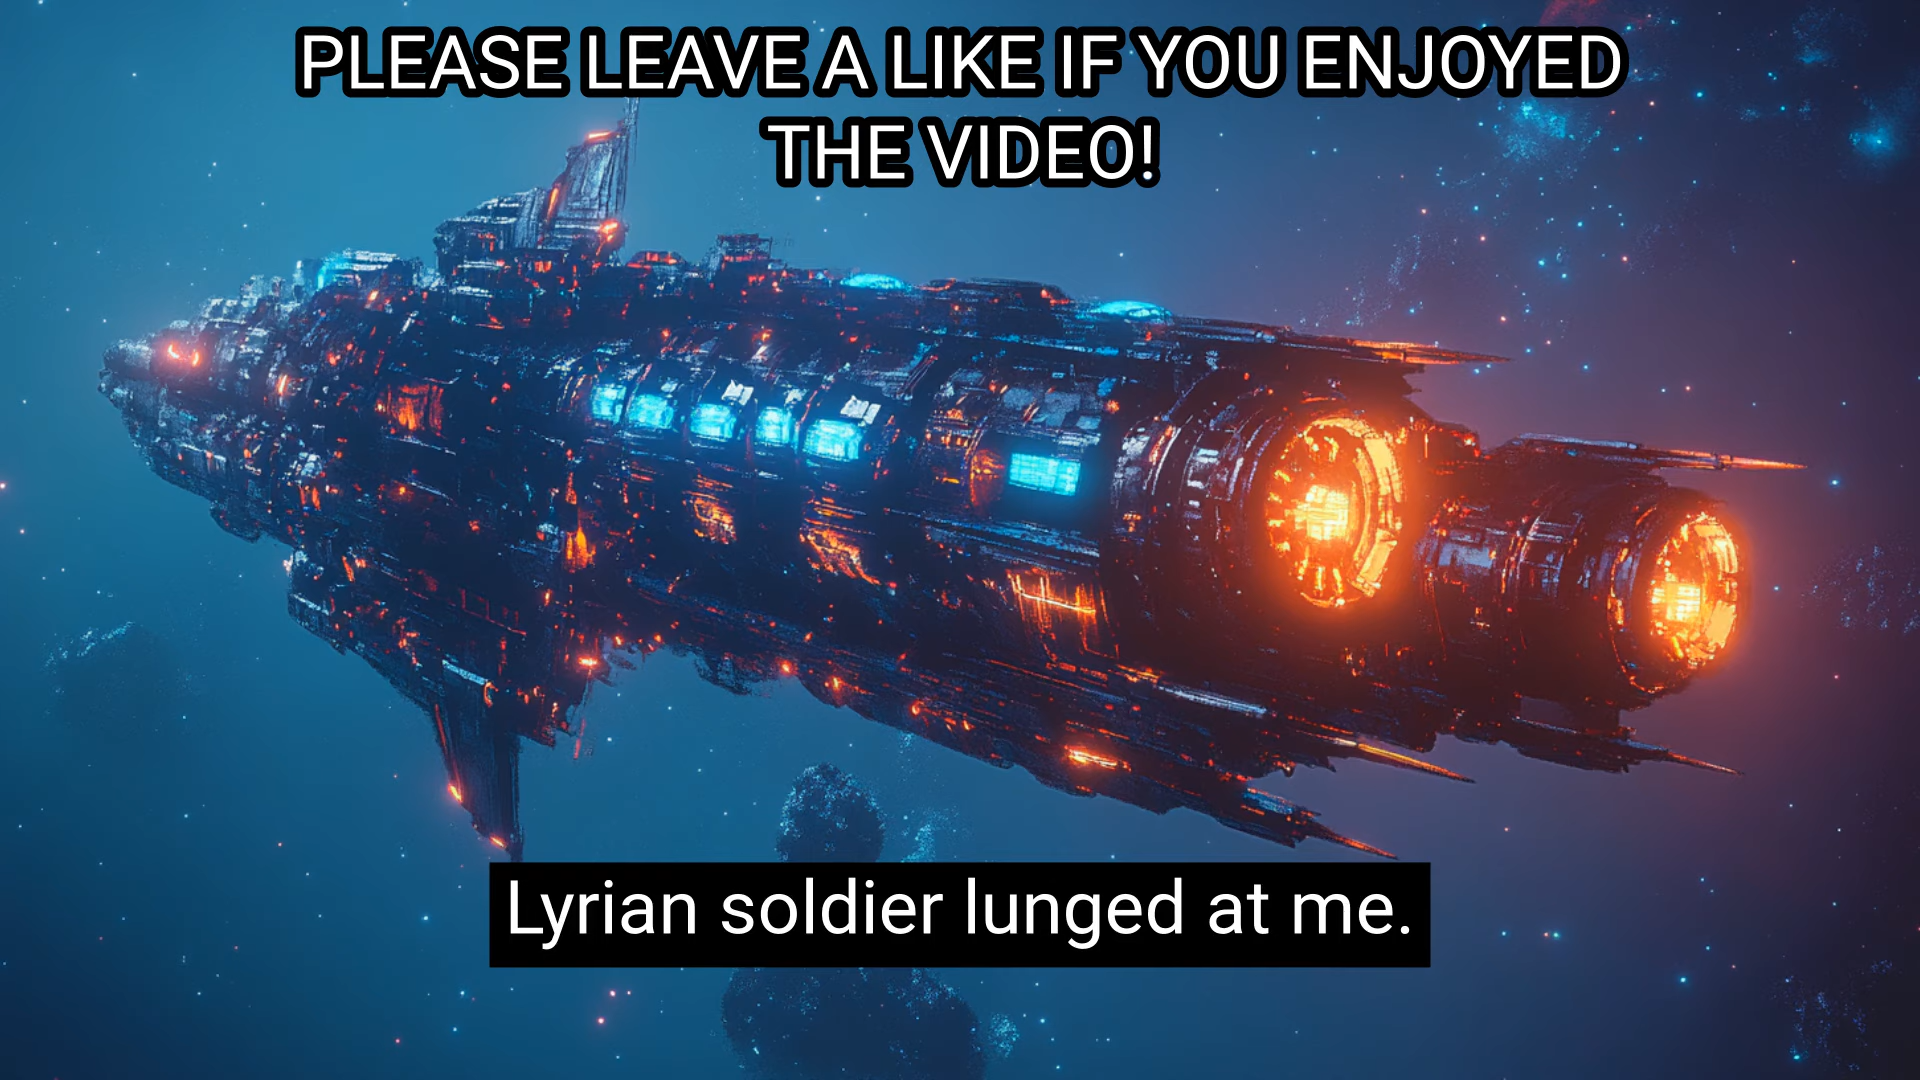 PLEASE LEAVE A LIKE IF YOU ENJOYED
THE VIDEO!
Lyrian soldier lunged at me.